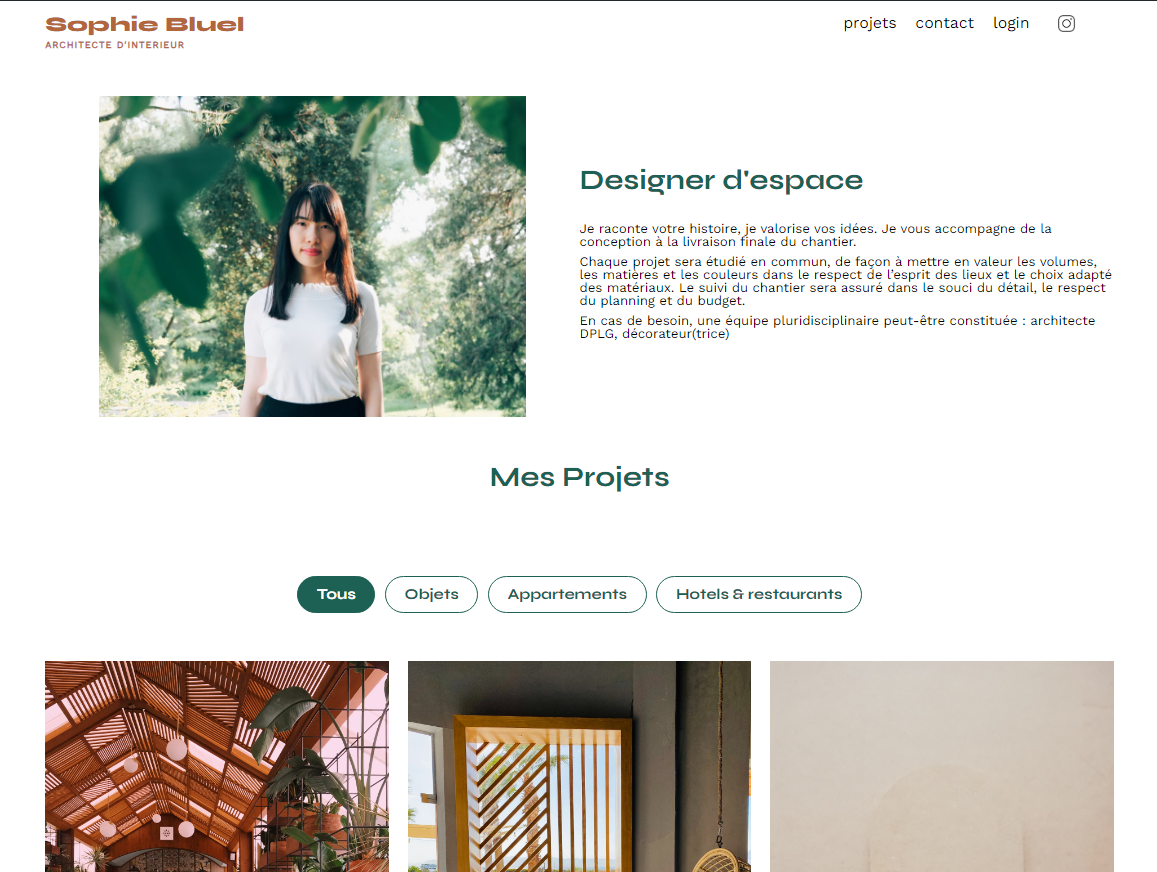 Sophie Bluel
ARCHITECTE D'INTERIEUR
projets contact login
Designer d'espace
Je raconte votre histoire, je valorise vos idées. Je vous accompagne de la
conception à la livraison finale du chantier.
Chaque projet sera étudié en commun, de façon à mettre en valeur les volumes,
les matières et les couleurs dans le respect de l’esprit des lieux et le choix adapté
des matériaux. Le suivi du chantier sera assuré dans le souci du détail, le respect
du planning et du budget.
En cas de besoin, une équipe pluridisciplinaire peut-être constituée : architecte
DPLG, décorateur(trice)
Mes Projets
Tous Objets Appartements Hotels & restaurants